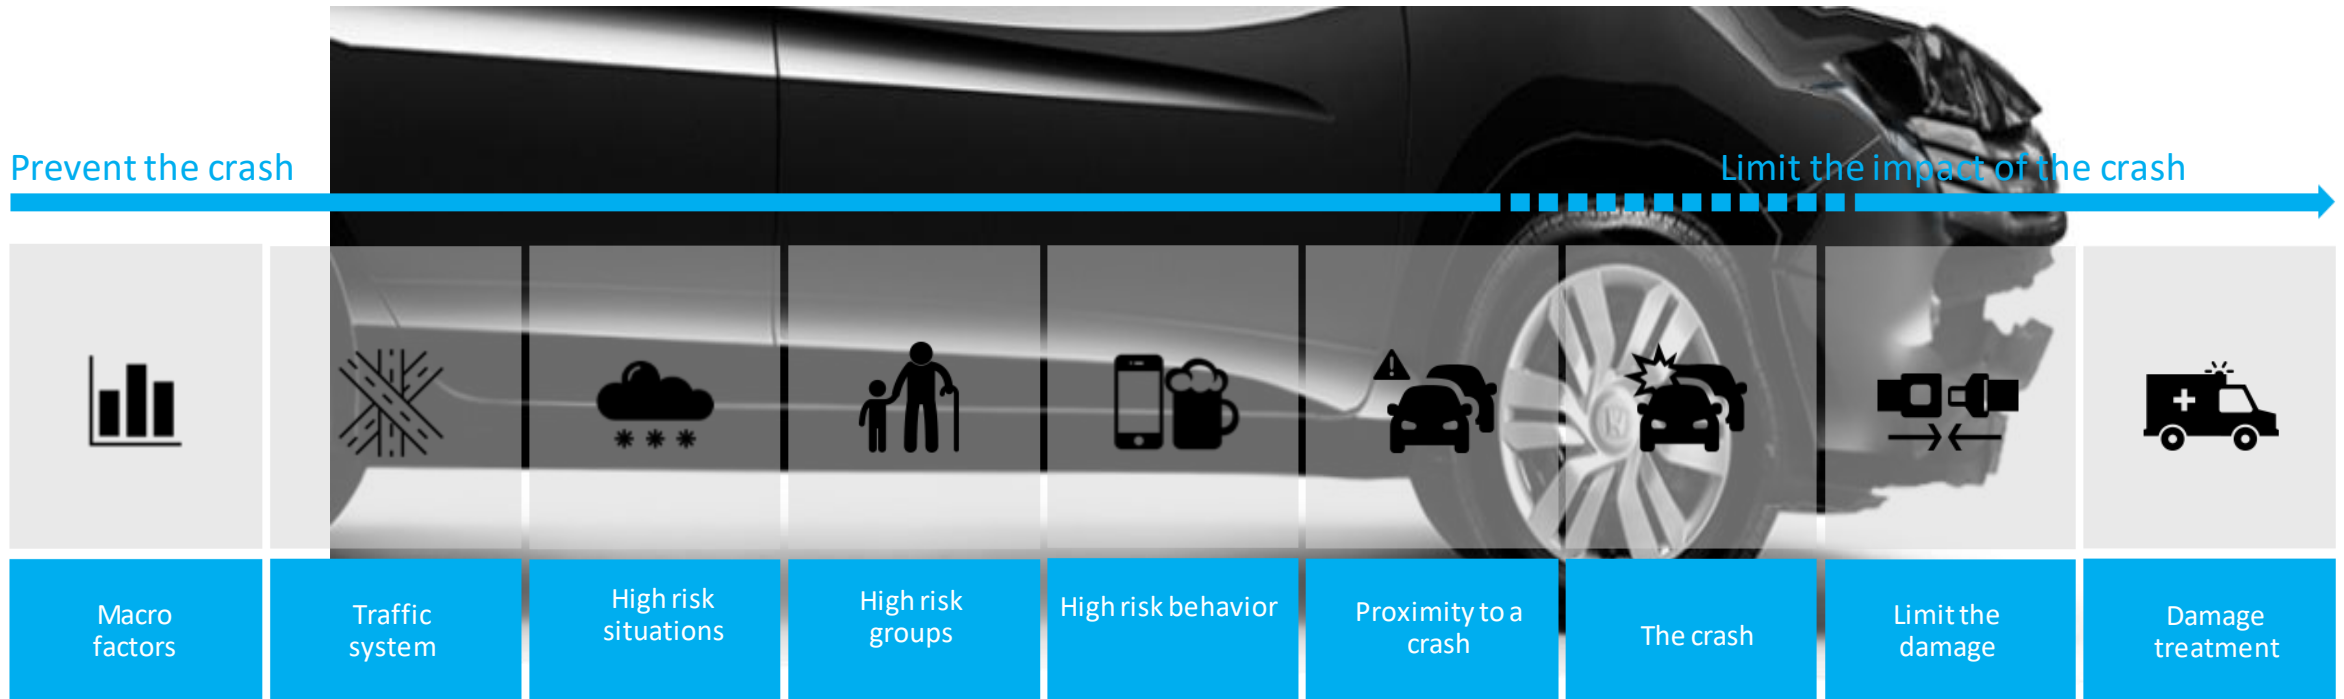 Prevent the crash
Limit the impact of the crash
Macro
factors
Traffic
system
High risk
situations
High risk
groups
High risk behavior
Proximity to a
crash
The crash
Limit the
damage
Damage
treatment